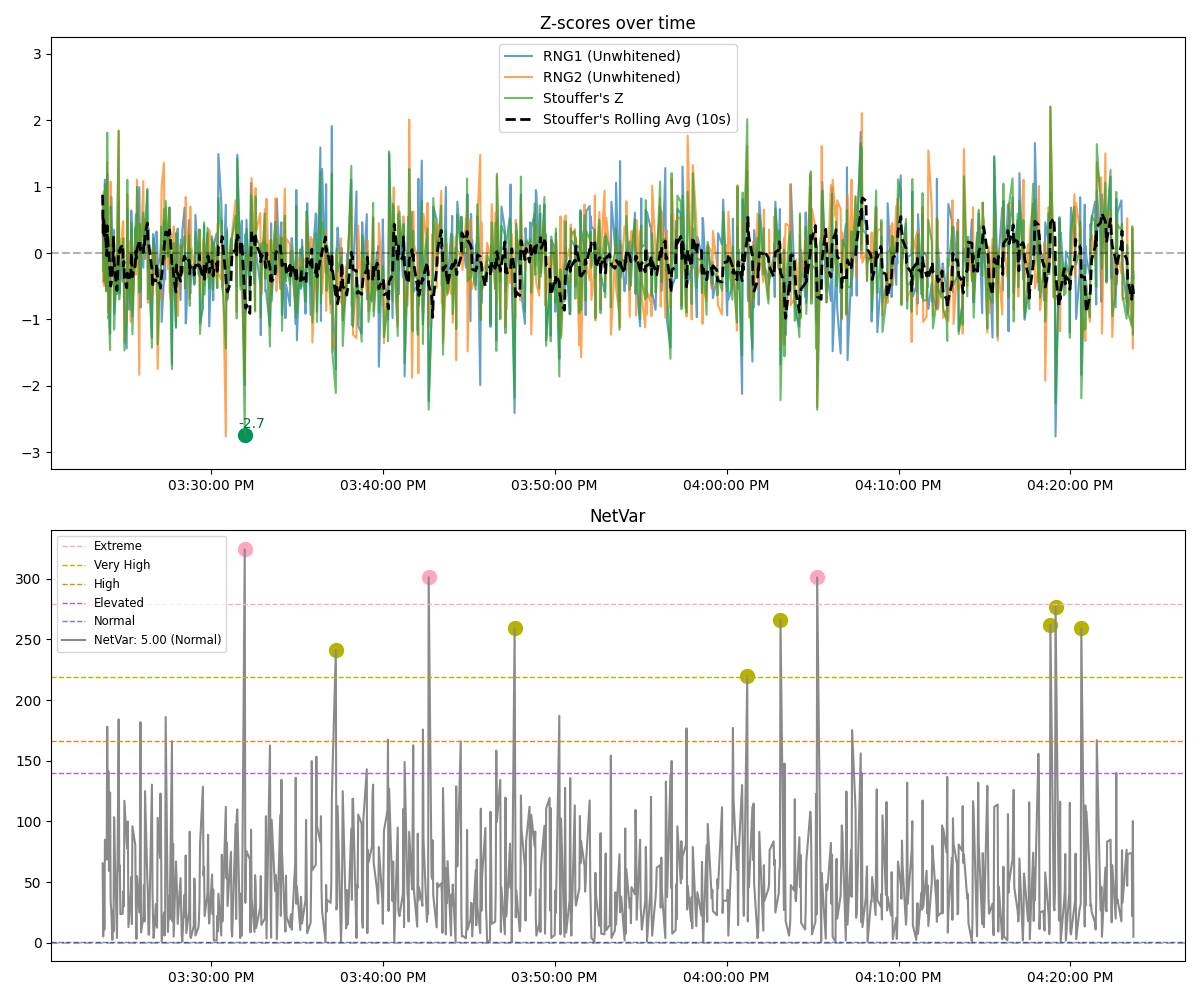 Z-scores over time
3
2
1
0
−1
−2
−3
RNG1 (Unwhitened)
RNG2 (Unwhitened)
Stouffer's Z
Stouffer's Rolling Avg (10s)
-2.7
03:30:00 PM 03:40:00 PM 03:50:00 PM 04:00:00 PM 04:10:00 PM 04:20:00 PM
NetVar
300
250
200
150
100
50
0
Extreme
Very High
High
Elevated
Normal
NetVar: 5.00 (Normal)
03:30:00 PM 03:40:00 PM 03:50:00 PM 04:00:00 PM 04:10:00 PM 04:20:00 PM